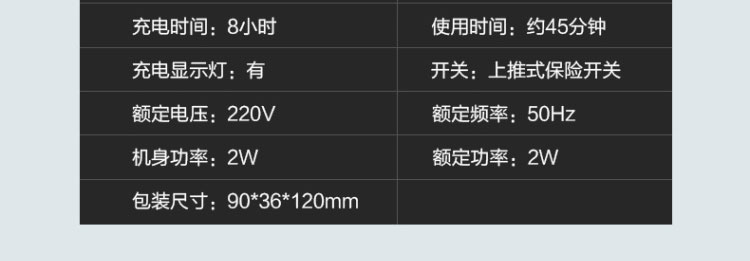 充电时间：8小时 使用时间：约45分钟
充电显示灯：有 开关：上推式保险开关
额定电压：220V 额定频率：50Hz
机身功率：2W 额定功率：2W
包装尺寸：90*36*120mm